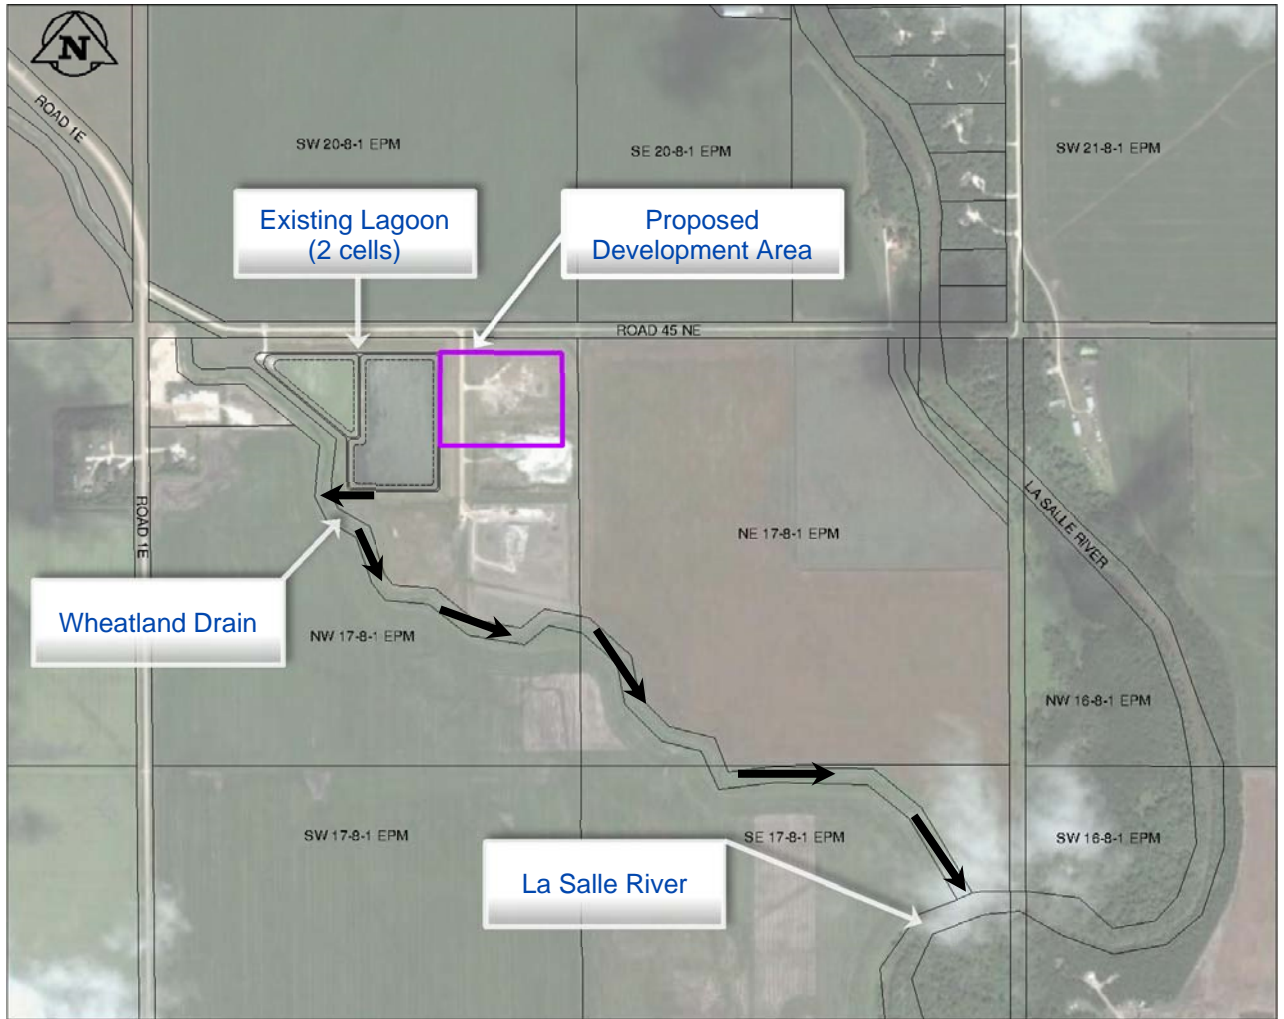 N
ROAD 1E
SW 20-8-1 EPM
SE 20-8-1 EPM
SW 21-8-1 EPM
Existing Lagoon
(2 cells)
Proposed
Development Area
ROAD 45 NE
ROAD 1E
LA SALLE RIVER
NE 17-8-1 EPM
Wheatland Drain
NW 17-8-1 EPM
NW 16-8-1 EPM
SW 17-8-1 EPM
SE 17-8-1 EPM
SW 16-8-1 EPM
La Salle River